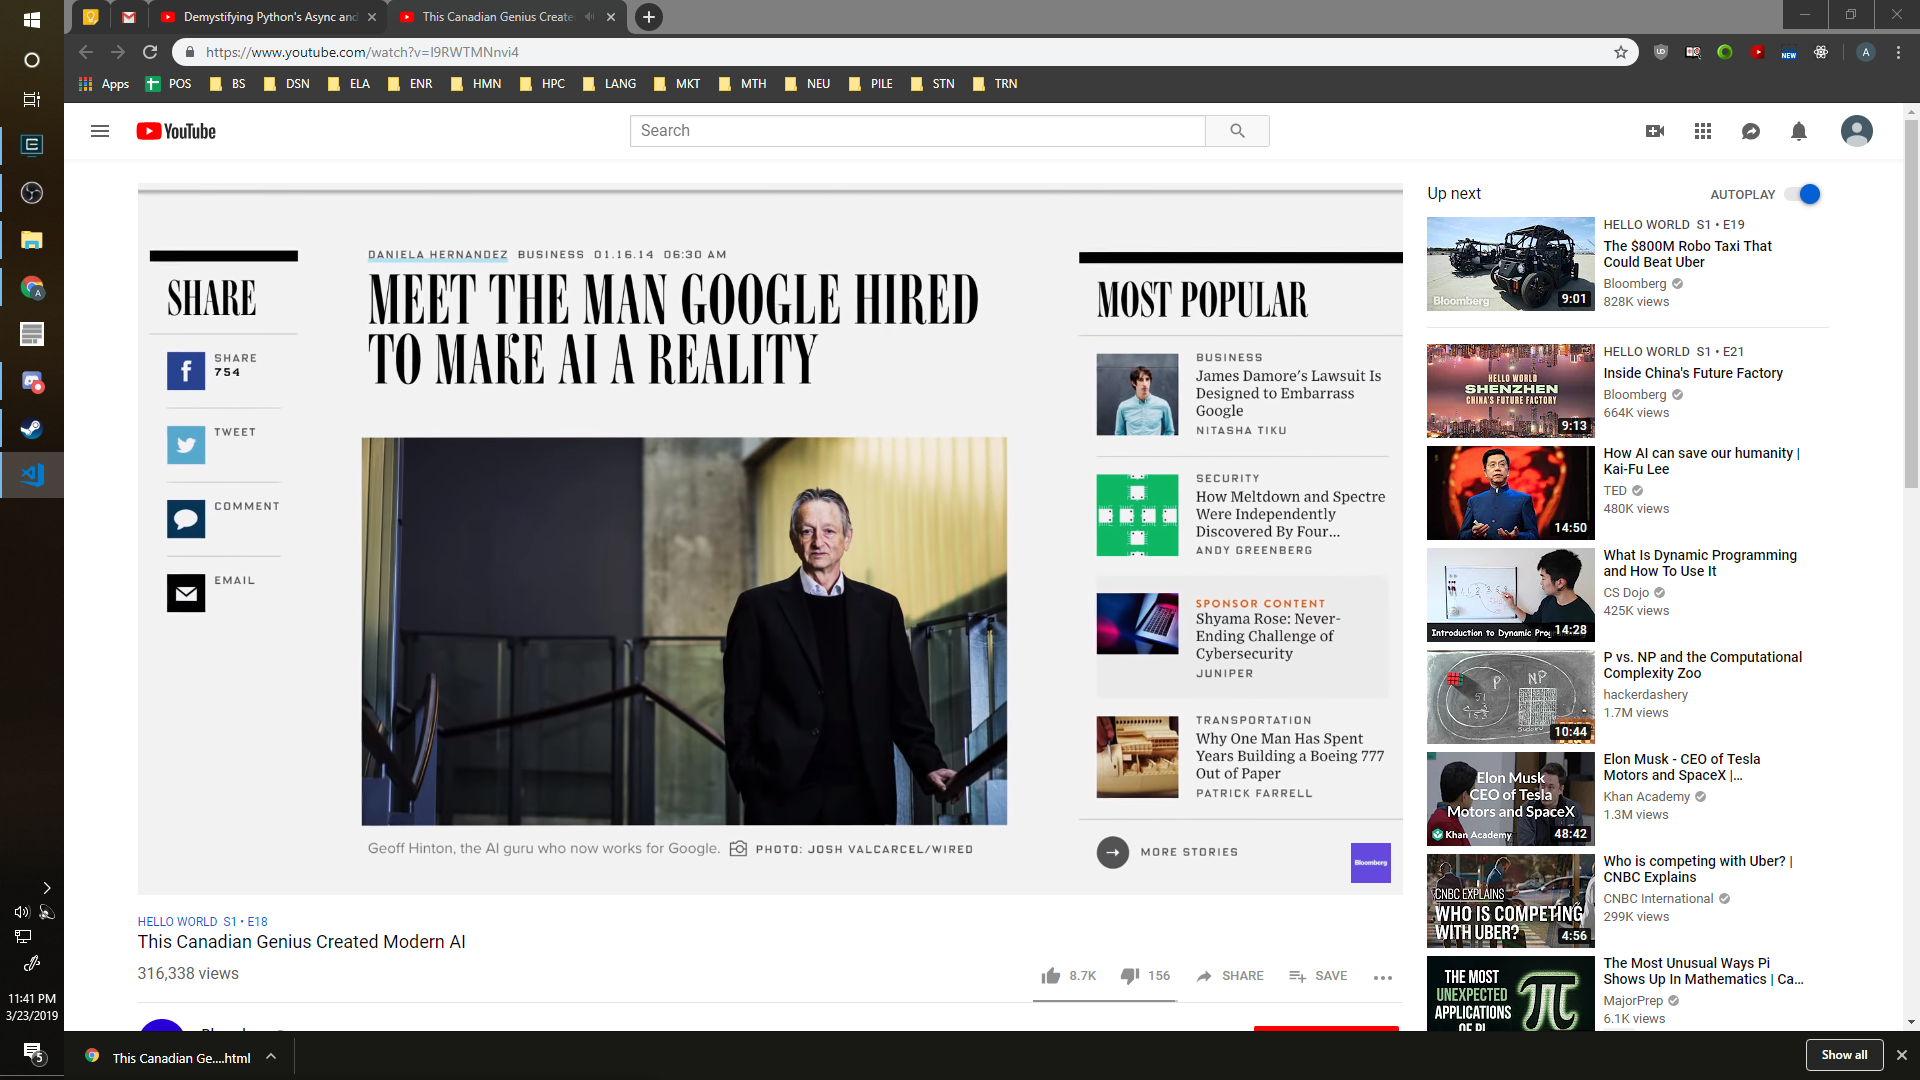 Demystifying Python's Async and
This Canadian Genius Create
https://www.youtube.com/watch?v=I9RWTMNnvi4
Apps
POS
BS
DSN
ELA
ENR
HMN
HPC
LANG
MKT
MTH
NEU
PILE
STN
TRN
YouTube
Search
DANIELA HERNANDEZ BUSINESS 01.16.14 06:30 AM
MEET THE MAN GOOGLE HIRED
TO MAKE AI A REALITY
SHARE
SHARE
754
TWEET
COMMENT
EMAIL
Geoff Hinton, the AI guru who now works for Google. PHOTO: JOSH VALCARCEL/WIRED
MOST POPULAR
BUSINESS
James Damore's Lawsuit Is
Designed to Embarrass
Google
NITASHA TIKU
SECURITY
How Meltdown and Spectre
Were Independently
Discovered By Four...
ANDY GREENBERG
SPONSOR CONTENT
Shyama Rose: Never-
Ending Challenge of
Cybersecurity
JUNIPER
TRANSPORTATION
Why One Man Has Spent
Years Building a Boeing 777
Out of Paper
PATRICK FARRELL
MORE STORIES
Bloomberg
HELLO WORLD S1 • E18
This Canadian Genius Created Modern AI
316,338 views
8.7K
156
SHARE
SAVE
Up next
AUTOPLAY
Bloomberg
9:01
HELLO WORLD S1 • E19
The $800M Robo Taxi That
Could Beat Uber
Bloomberg
828K views
HELLO WORLD
SHENZHEN
CHINA'S FUTURE FACTORY
9:13
HELLO WORLD S1 • E21
Inside China's Future Factory
Bloomberg
664K views
14:50
How AI can save our humanity |
Kai-Fu Lee
TED
480K views
Introduction to Dynamic Prog
14:28
What Is Dynamic Programming
and How To Use It
CS Dojo
425K views
P
NP
10:44
P vs. NP and the Computational
Complexity Zoo
hackerdashery
1.7M views
Elon Musk
CEO of Tesla
Motors and SpaceX
Khan Academy
48:42
Elon Musk - CEO of Tesla
Motors and SpaceX |...
Khan Academy
1.3M views
CNBC EXPLAINS
WHO IS COMPETING
WITH UBER?
4:56
Who is competing with Uber? |
CNBC Explains
CNBC International
299K views
THE MOST
UNEXPECTED
APPLICATIONS
OF PI
The Most Unusual Ways Pi
Shows Up In Mathematics | Ca...
MajorPrep
6.1K views
11:41 PM
3/23/2019
5
This Canadian Ge....html
Show all